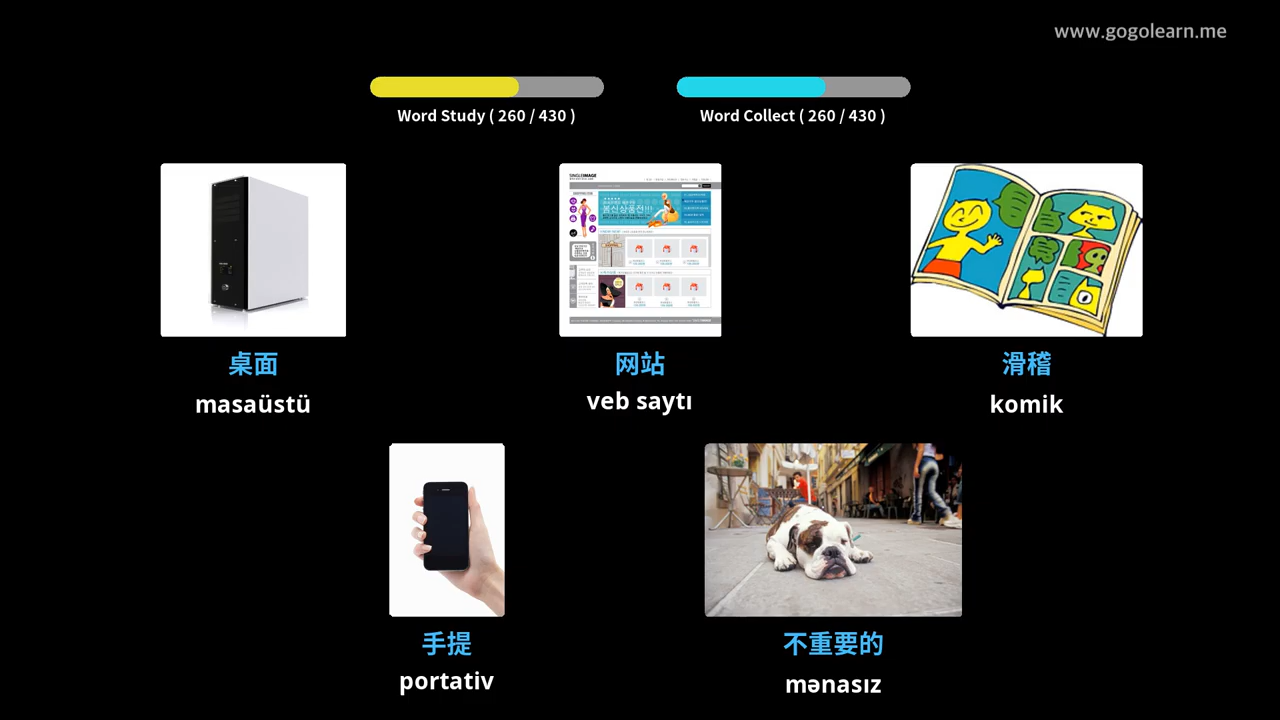 www.gogolearn.me
Word Study ( 260 / 430 )
Word Collect ( 260 / 430 )
桌面
网站
滑稽
masaüstü
veb saytı
komik
手提
不重要的
portativ
mənasız